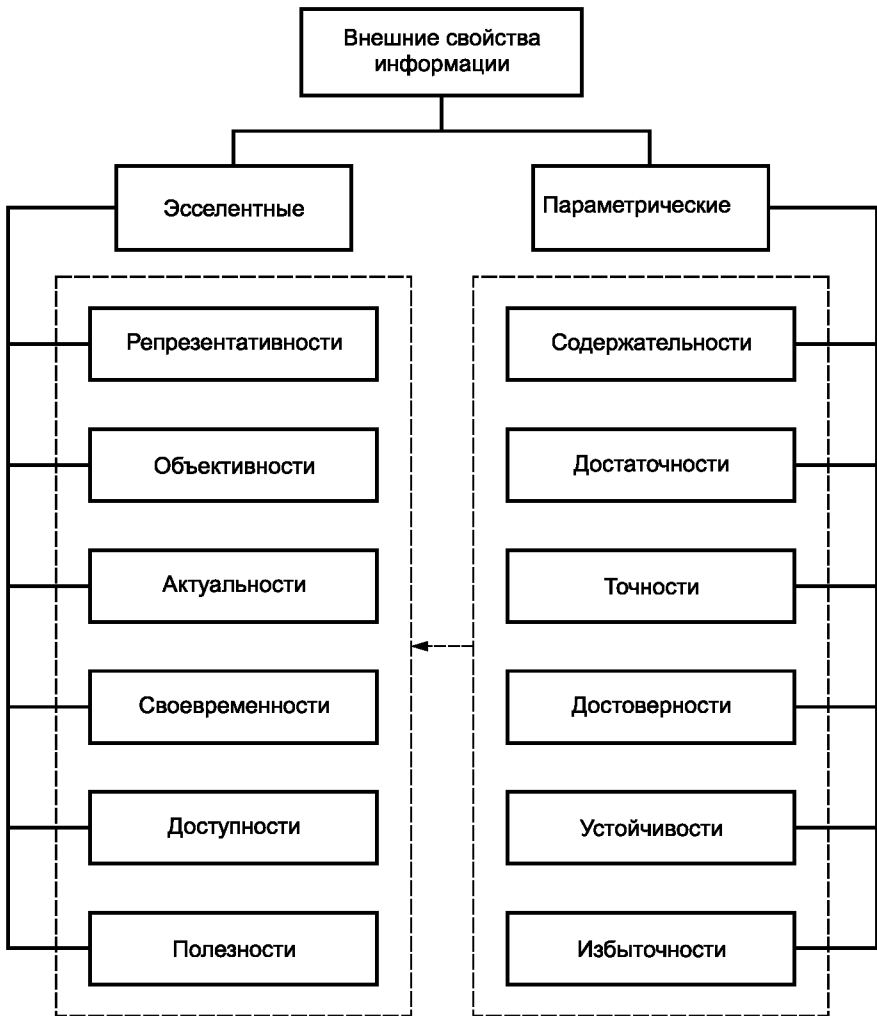 Внешние свойства
информации
Эсселентные
Параметрические
Репрезентативности
Содержательности
Объективности
Достаточности
Актуальности
Точности
Своевременности
Достоверности
Доступности
Устойчивости
Полезности
Избыточности